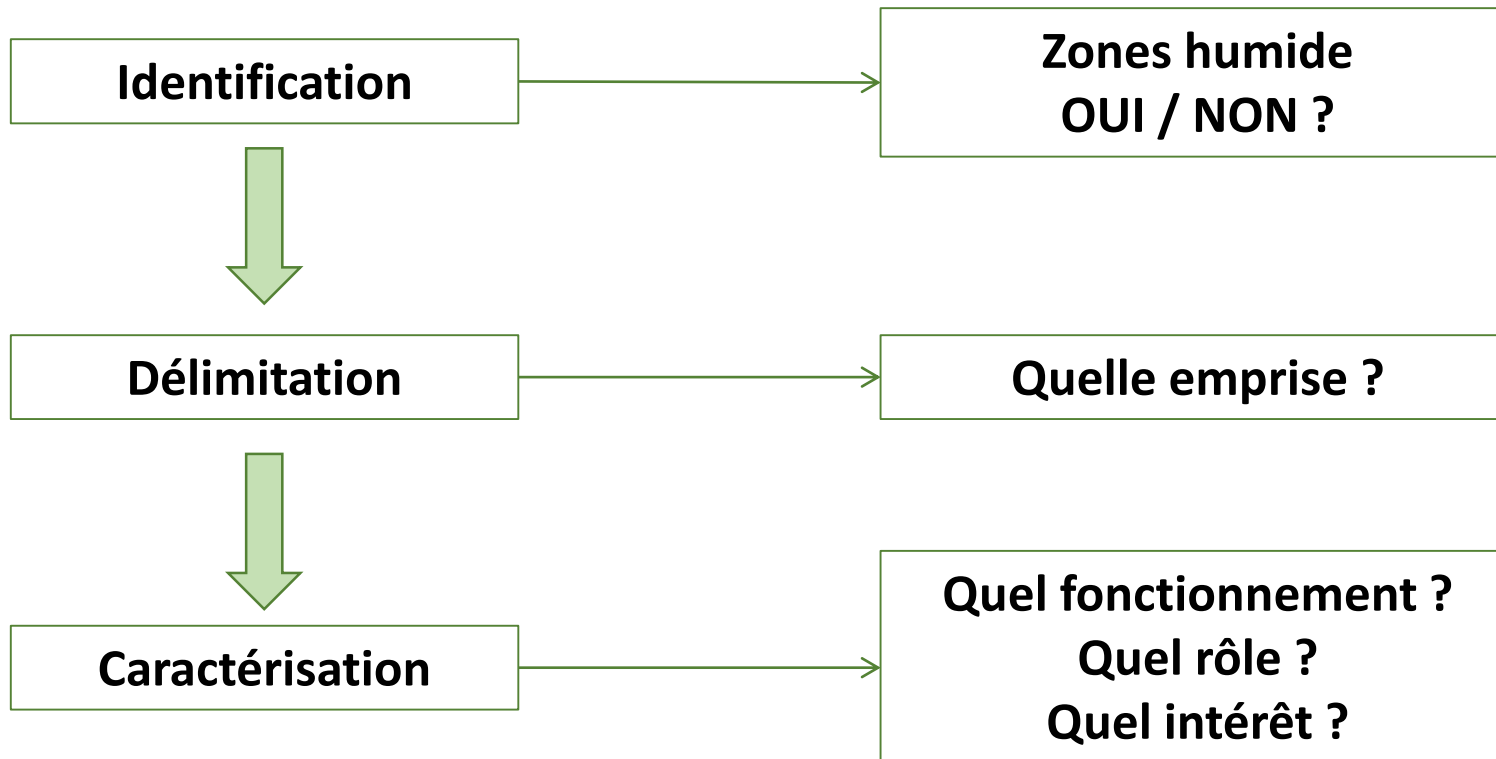 Identification
Zones humide
OUI / NON ?
Délimitation
Quelle emprise ?
Caractérisation
Quel fonctionnement ?
Quel rôle ?
Quel intérêt ?